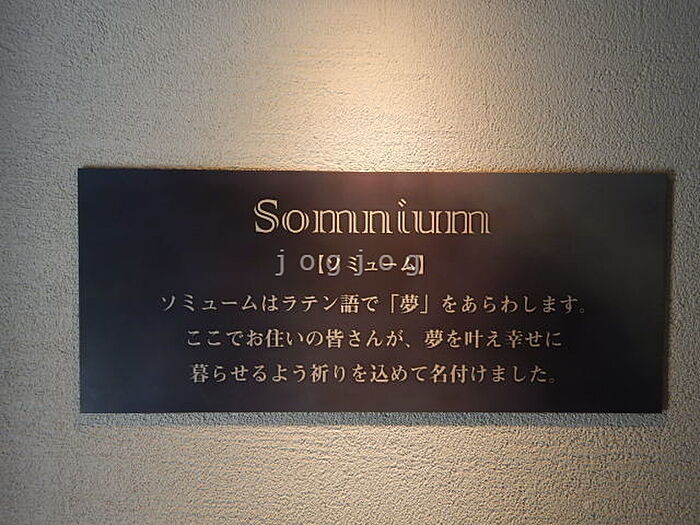 Somnium
【ソミューム】
jogjog
ソミュームはラテン語で「夢」をあらわします。
ここでお住いの皆さんが、夢を叶え幸せに
暮らせるよう祈りを込めて名付けました。